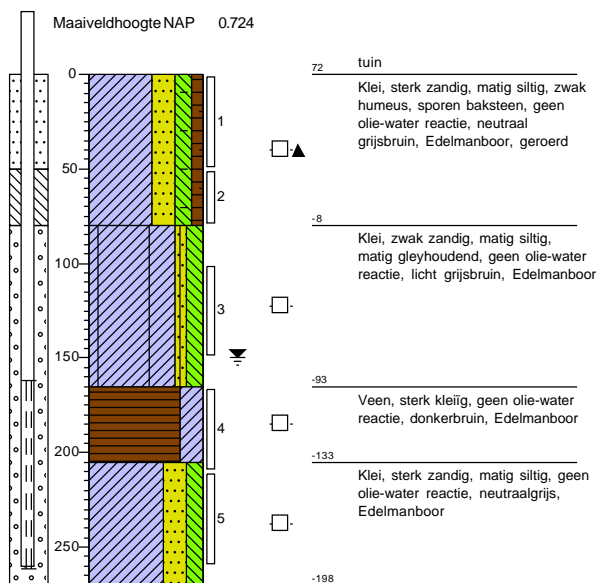 Maaiveldhoogte NAP 0.724
0
50
100
150
200
250
1
2
3
4
5
72
tuin
Klei, sterk zandig, matig siltig, zwak
humeus, sporen baksteen, geen
olie-water reactie, neutraal
grijsbruin, Edelmanboor, geroerd
-8
Klei, zwak zandig, matig siltig,
matig gleyhoudend, geen olie-water
reactie, licht grijsbruin, Edelmanboor
-93
Veen, sterk kleiïg, geen olie-water
reactie, donkerbruin, Edelmanboor
-133
Klei, sterk zandig, matig siltig, geen
olie-water reactie, neutraalgrijs,
Edelmanboor
-198